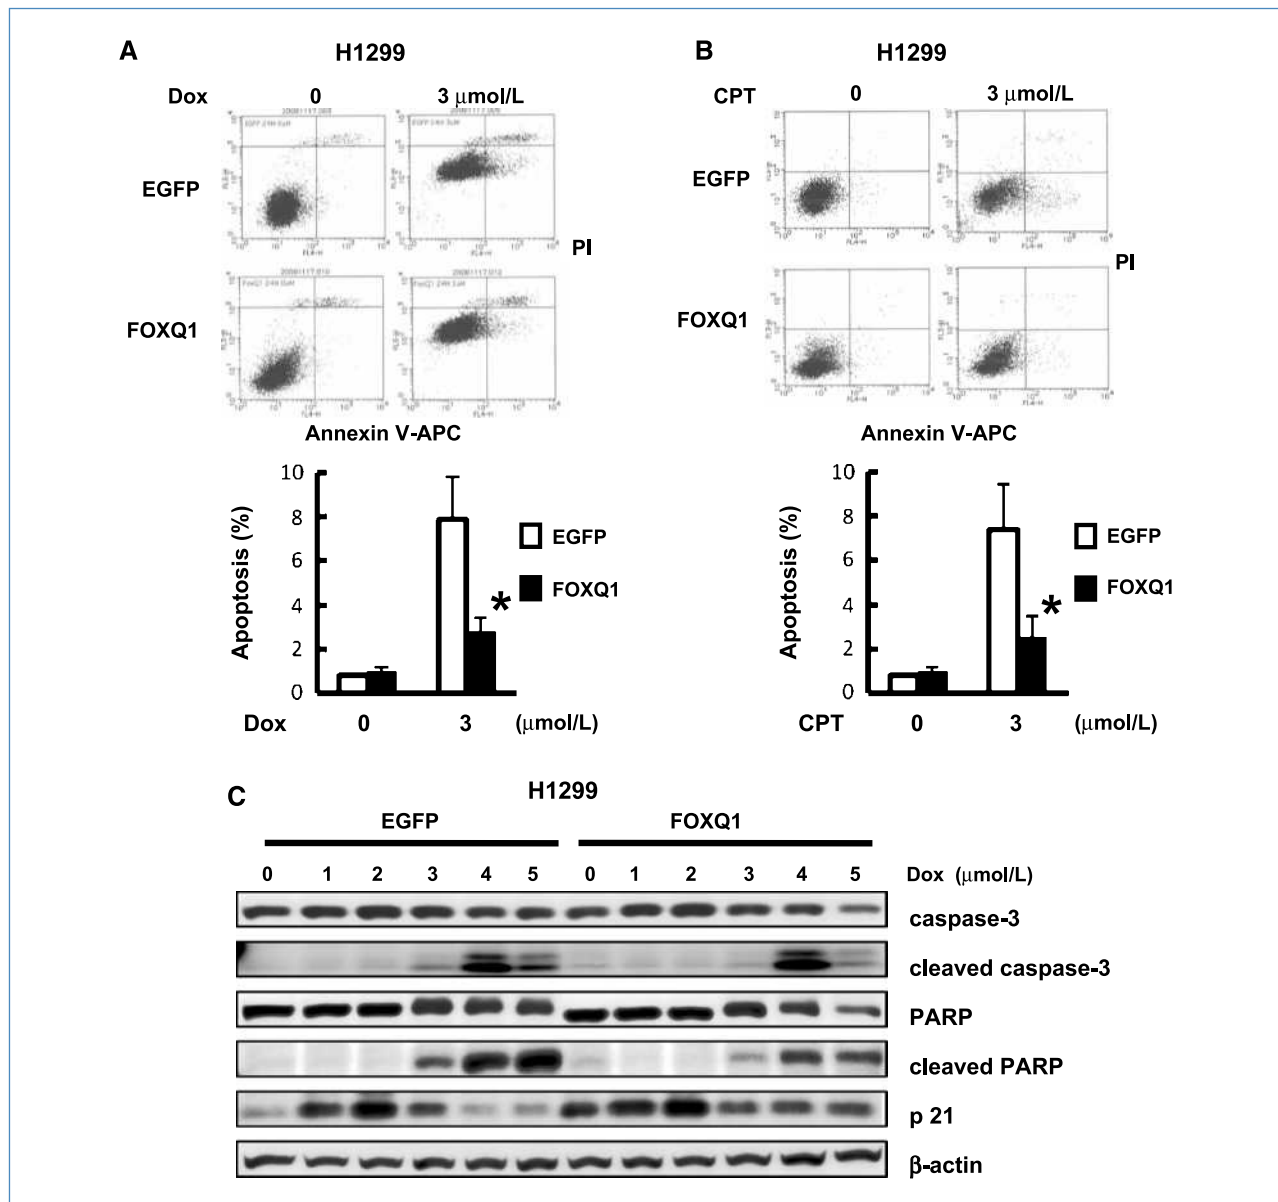 A
H1299
Dox 0 3 μmol/L
EGFP
PI
FOXQ1
Annexin V-APC
10
8
6
4
2
0
Apoptosis (%)
*
EGFP
FOXQ1
Dox 0 3 (μmol/L)
B
H1299
CPT 0 3 μmol/L
EGFP
PI
FOXQ1
Annexin V-APC
10
8
6
4
2
0
Apoptosis (%)
*
EGFP
FOXQ1
CPT 0 3 (μmol/L)
C
H1299
EGFP FOXQ1
0 1 2 3 4 5 0 1 2 3 4 5 Dox (μmol/L)
caspase-3
cleaved caspase-3
PARP
cleaved PARP
p 21
β-actin